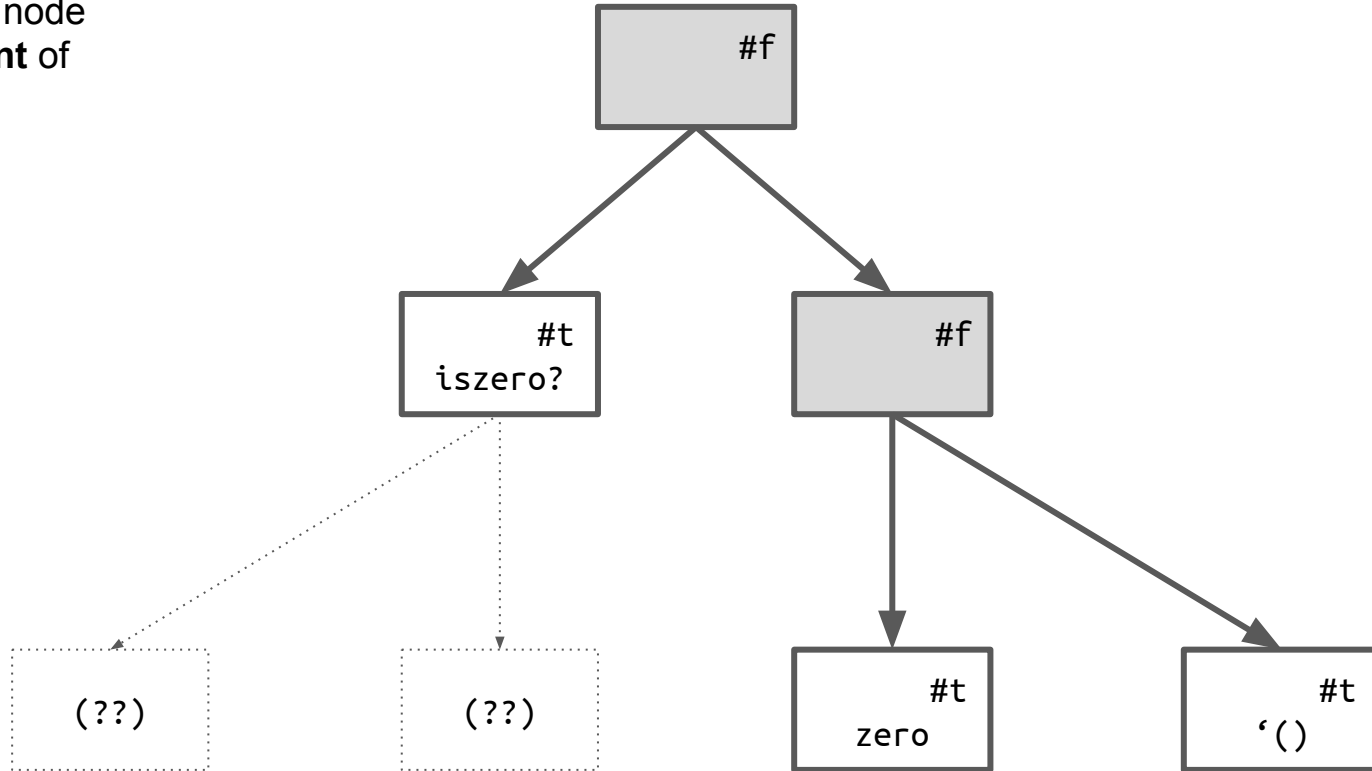 node
nt of
#f
#t
iszero?
#f
(??)
(??)
#t
zero
#t
‘()